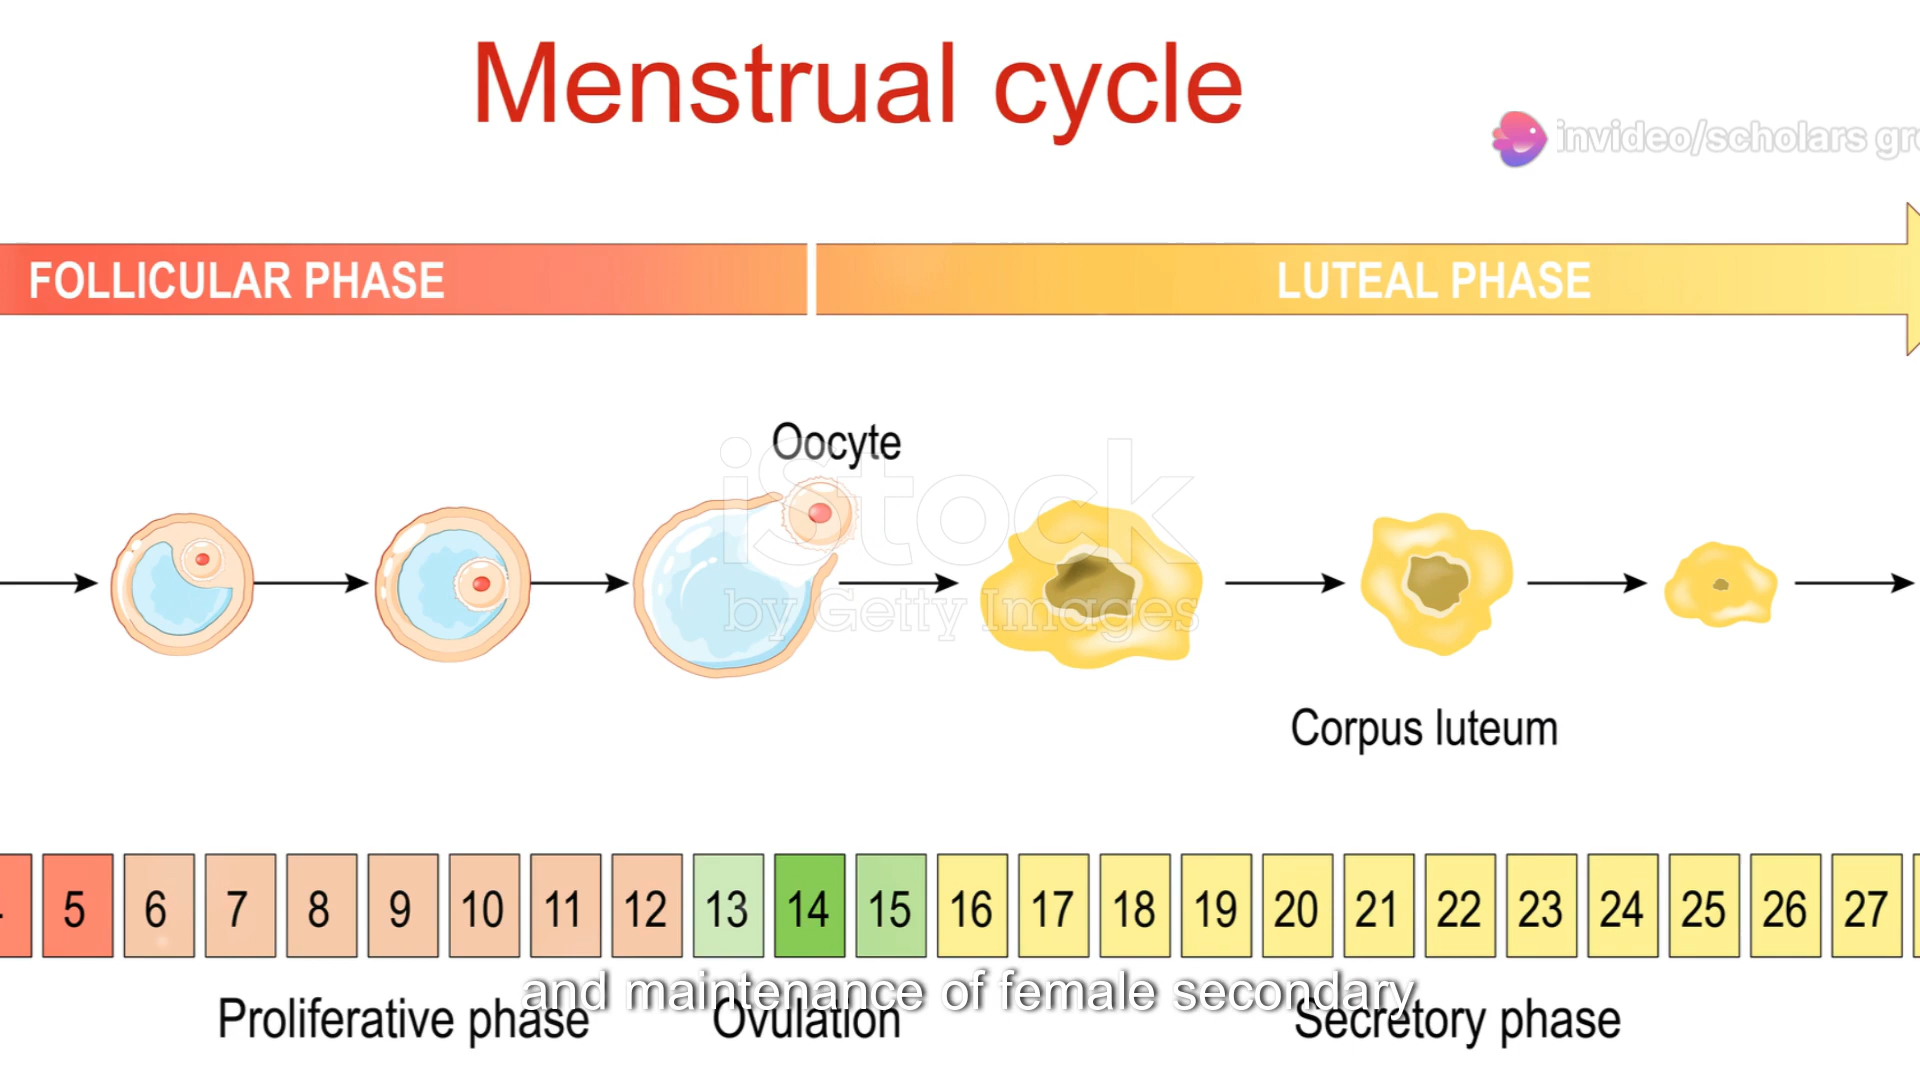 Menstrual cycle
invideo/scholars
FOLLICULAR PHASE
LUTEAL PHASE
Oocyte
iStock
by Getty Images
Corpus luteum
5 6 7 8 9 10 11 12 13 14 15 16 17 18 19 20 21 22 23 24 25 26 27
and maintenance of female secondary
Proliferative phase
Ovulation
Secretory phase